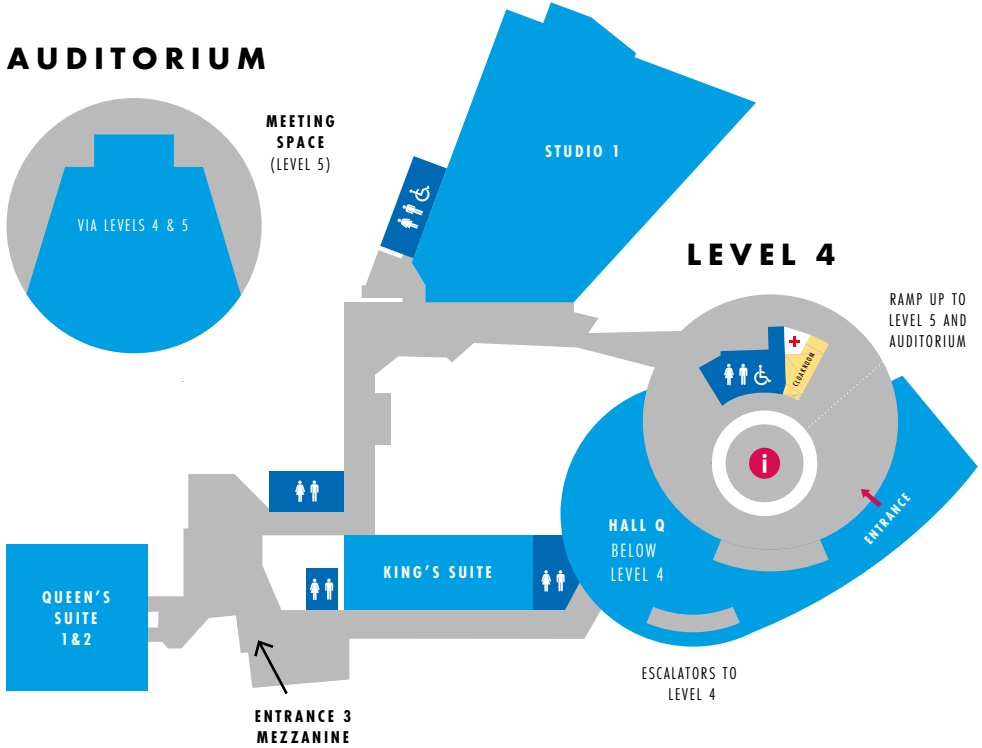 AUDITORIUM
VIA LEVELS 4 & 5
MEETING
SPACE
(LEVEL 5)
STUDIO 1
LEVEL 4
RAMP UP TO
LEVEL 5 AND
AUDITORIUM
CLOAKROOM
i
ENTRANCE
HALL Q
BELOW
LEVEL 4
KING'S SUITE
QUEEN'S
SUITE
1&2
ESCALATORS TO
LEVEL 4
ENTRANCE 3
MEZZANINE